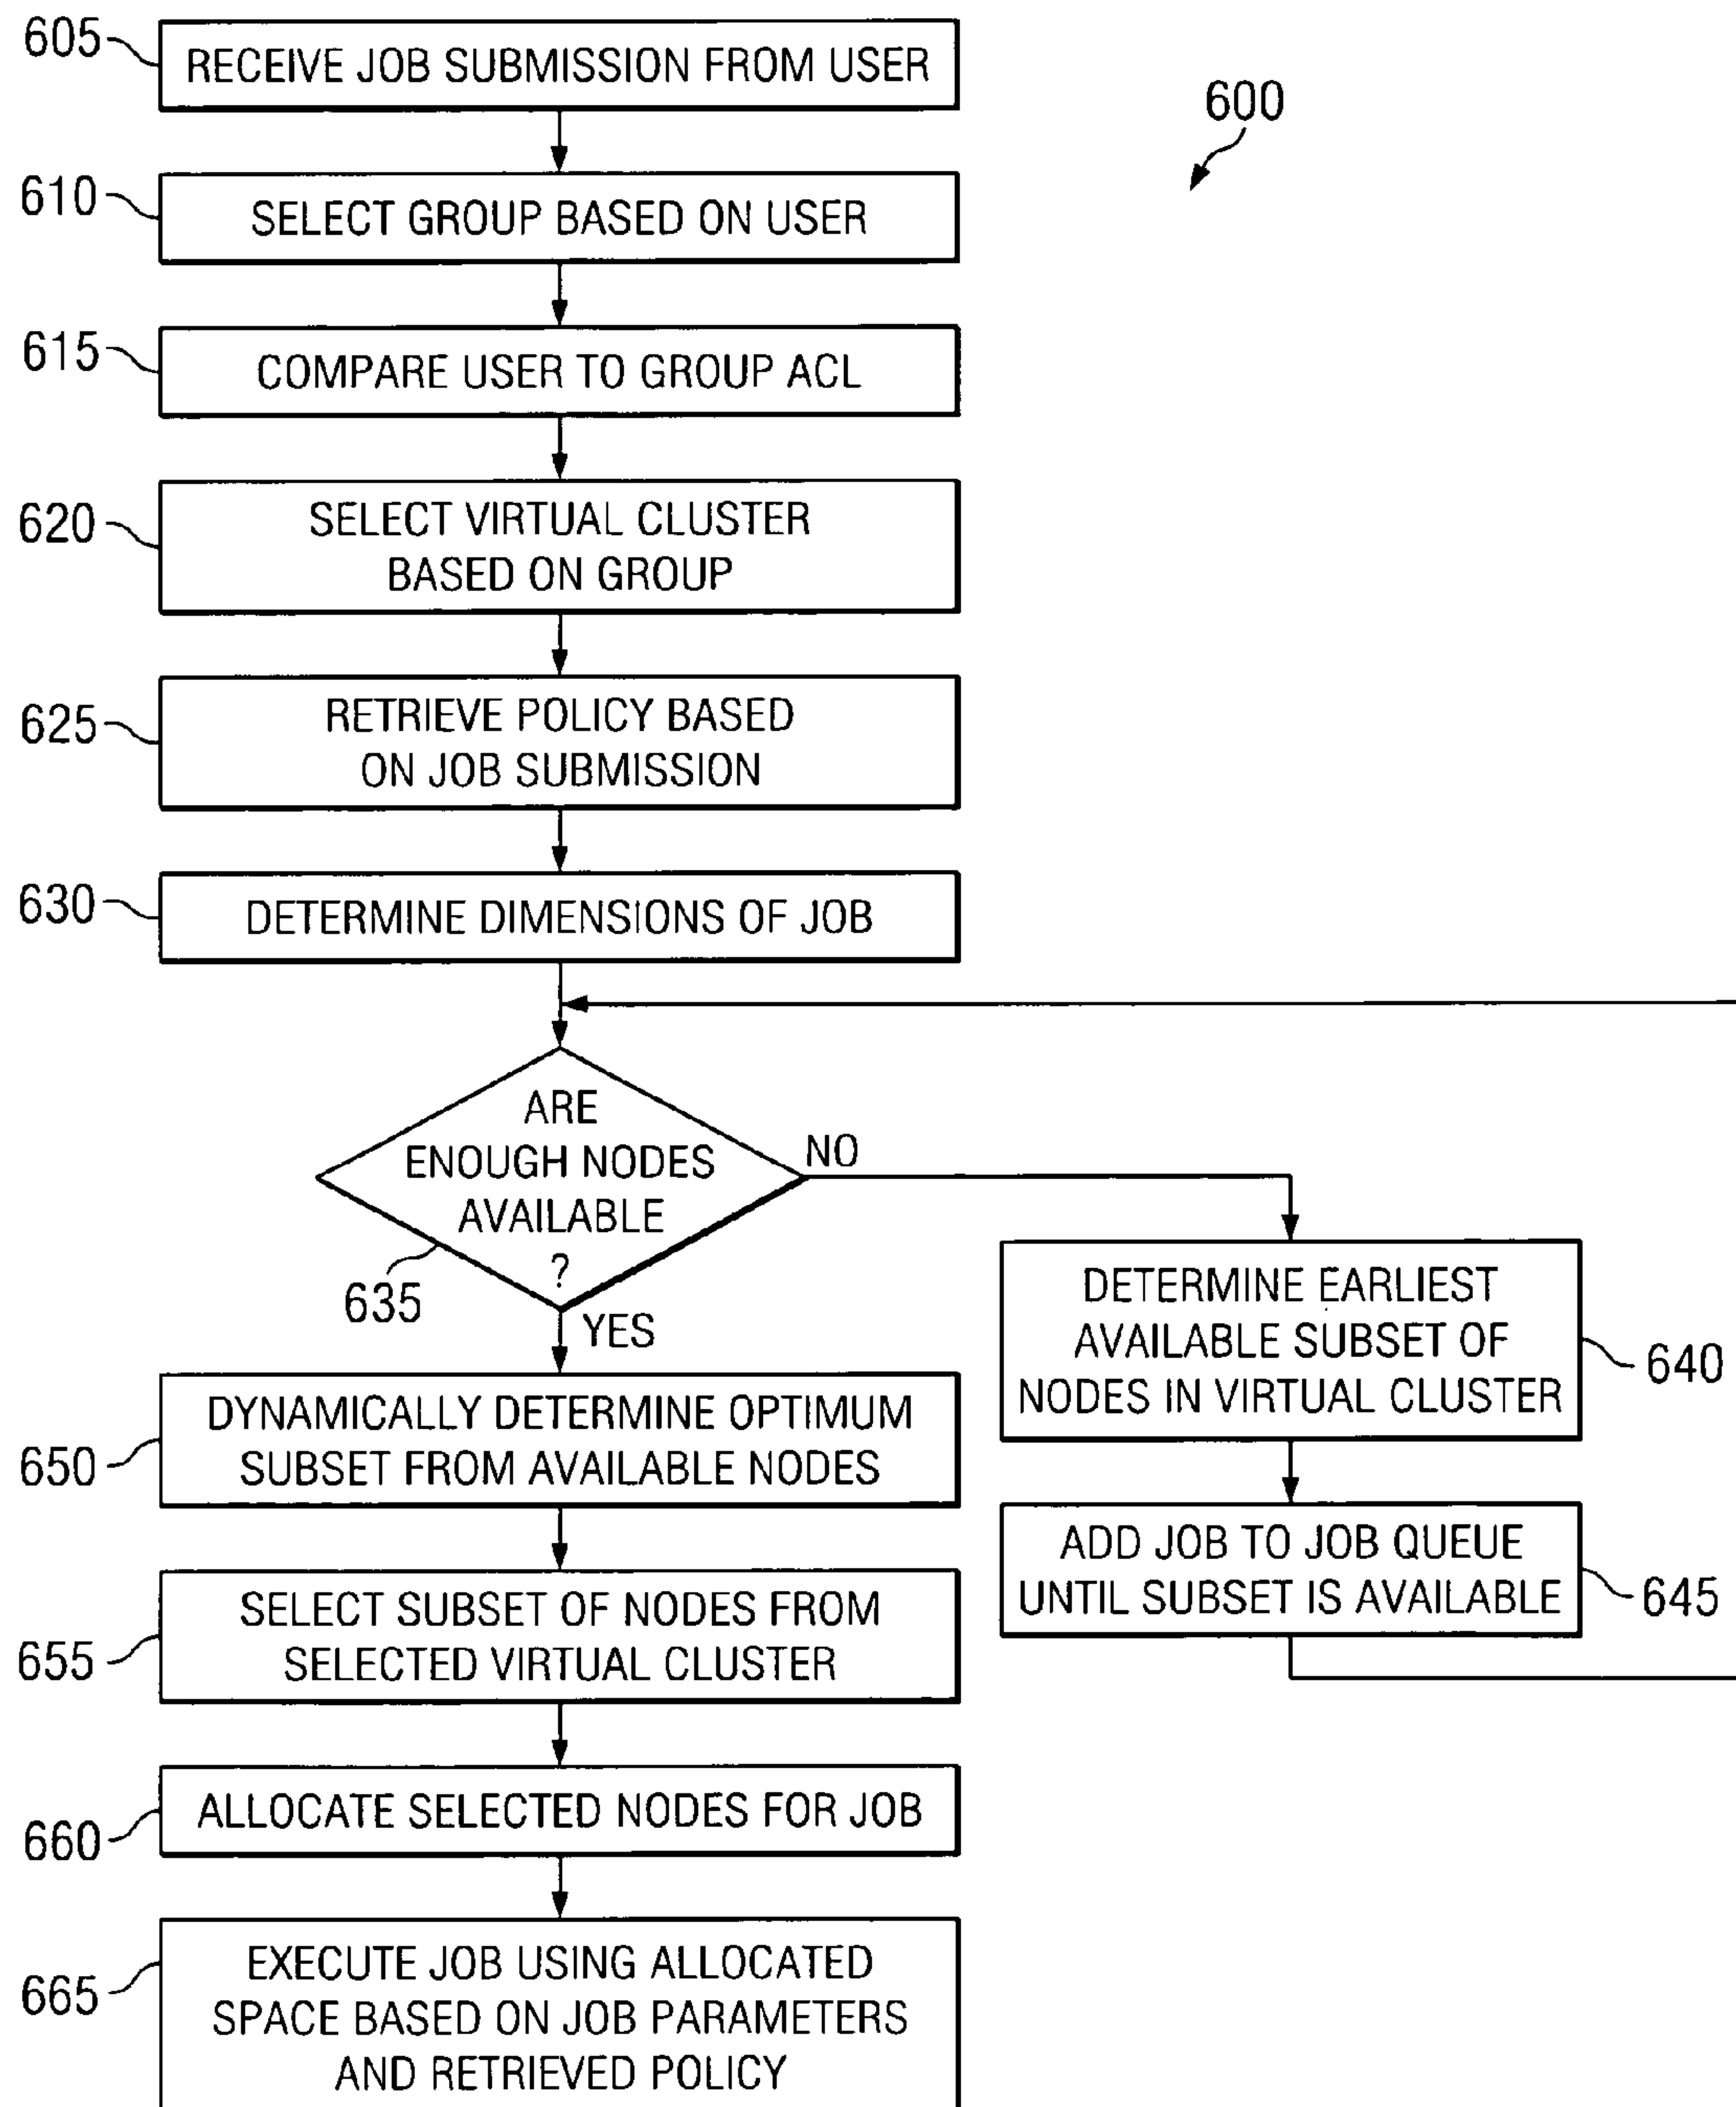 605
RECEIVE JOB SUBMISSION FROM USER
600
610
SELECT GROUP BASED ON USER
615
COMPARE USER TO GROUP ACL
620
SELECT VIRTUAL CLUSTER
BASED ON GROUP
625
RETRIEVE POLICY BASED
ON JOB SUBMISSION
630
DETERMINE DIMENSIONS OF JOB
ARE
ENOUGH NODES
AVAILABLE
?
635
NO
YES
DETERMINE EARLIEST
AVAILABLE SUBSET OF
NODES IN VIRTUAL CLUSTER
640
ADD JOB TO JOB QUEUE
UNTIL SUBSET IS AVAILABLE
645
650
DYNAMICALLY DETERMINE OPTIMUM
SUBSET FROM AVAILABLE NODES
655
SELECT SUBSET OF NODES FROM
SELECTED VIRTUAL CLUSTER
660
ALLOCATE SELECTED NODES FOR JOB
665
EXECUTE JOB USING ALLOCATED
SPACE BASED ON JOB PARAMETERS
AND RETRIEVED POLICY